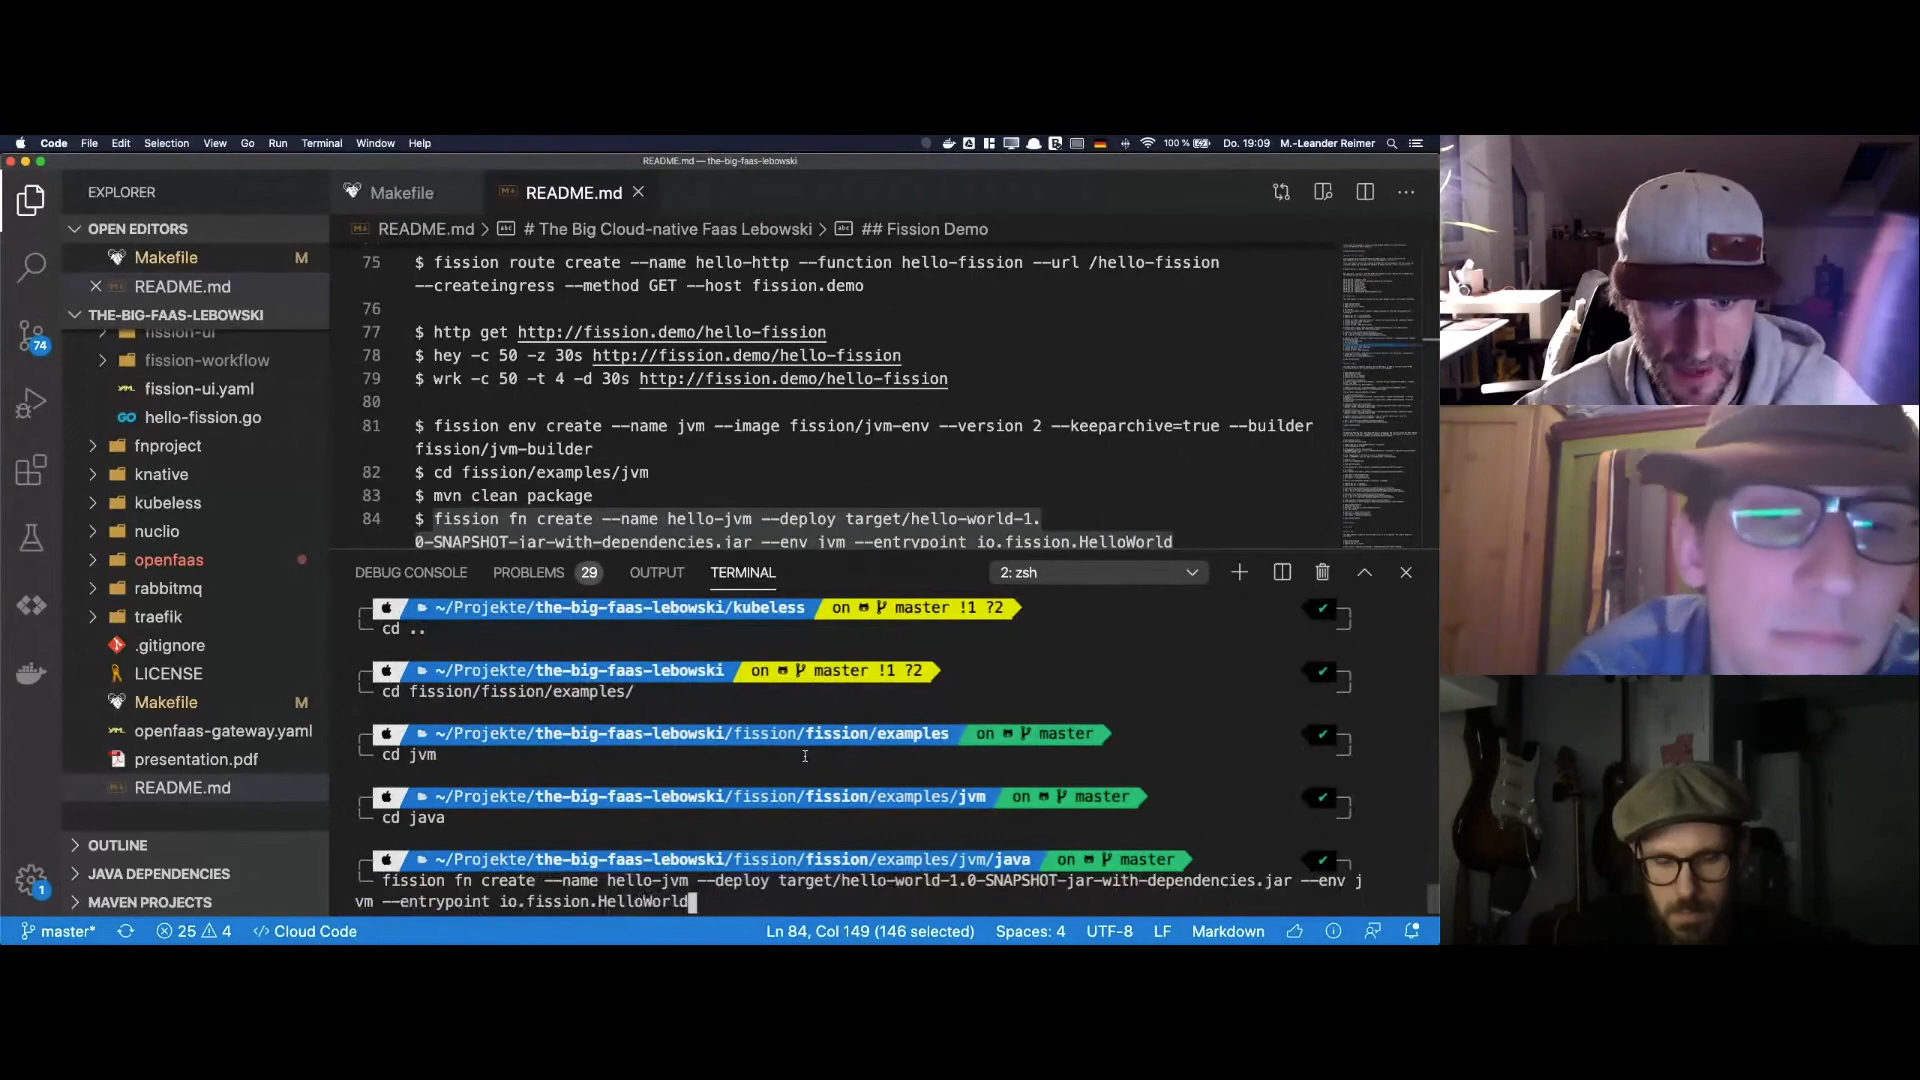 Code File Edit Selection View Go Run Terminal Window Help 100 % Do. 19:09 M.-Leander Reimer
README.md — the-big-faas-lebowski
EXPLORER
OPEN EDITORS
Makefile M
README.md
THE-BIG-FAAS-LEBOWSKI
fission-ui
fission-workflow
fission-ui.yaml
hello-fission.go
fnproject
knative
kubeless
nuclio
openfaas
rabbitmq
traefik
.gitignore
LICENSE
Makefile M
openfaas-gateway.yaml
presentation.pdf
README.md
OUTLINE
JAVA DEPENDENCIES
MAVEN PROJECTS
74
1
Makefile README.md
README.md > # The Big Cloud-native Faas Lebowski > ## Fission Demo
75 $ fission route create --name hello-http --function hello-fission --url /hello-fission
--createingress --method GET --host fission.demo
76
77 $ http get http://fission.demo/hello-fission
78 $ hey -c 50 -z 30s http://fission.demo/hello-fission
79 $ wrk -c 50 -t 4 -d 30s http://fission.demo/hello-fission
80
81 $ fission env create --name jvm --image fission/jvm-env --version 2 --keeparchive=true --builder
fission/jvm-builder
82 $ cd fission/examples/jvm
83 $ mvn clean package
84 $ fission fn create --name hello-jvm --deploy target/hello-world-1.
0-SNAPSHOT-jar-with-dependencies.jar --env jvm --entrypoint io.fission.HelloWorld
DEBUG CONSOLE PROBLEMS 29 OUTPUT TERMINAL 2: zsh
~/Projekte/the-big-faas-lebowski/kubeless on master !1 ?2
cd ..
~/Projekte/the-big-faas-lebowski on master !1 ?2
cd fission/fission/examples/
~/Projekte/the-big-faas-lebowski/fission/fission/examples on master
cd jvm
~/Projekte/the-big-faas-lebowski/fission/fission/examples/jvm on master
cd java
~/Projekte/the-big-faas-lebowski/fission/fission/examples/jvm/java on master
fission fn create --name hello-jvm --deploy target/hello-world-1.0-SNAPSHOT-jar-with-dependencies.jar --env j
vm --entrypoint io.fission.HelloWorld
master* 25 4 Cloud Code Ln 84, Col 149 (146 selected) Spaces: 4 UTF-8 LF Markdown